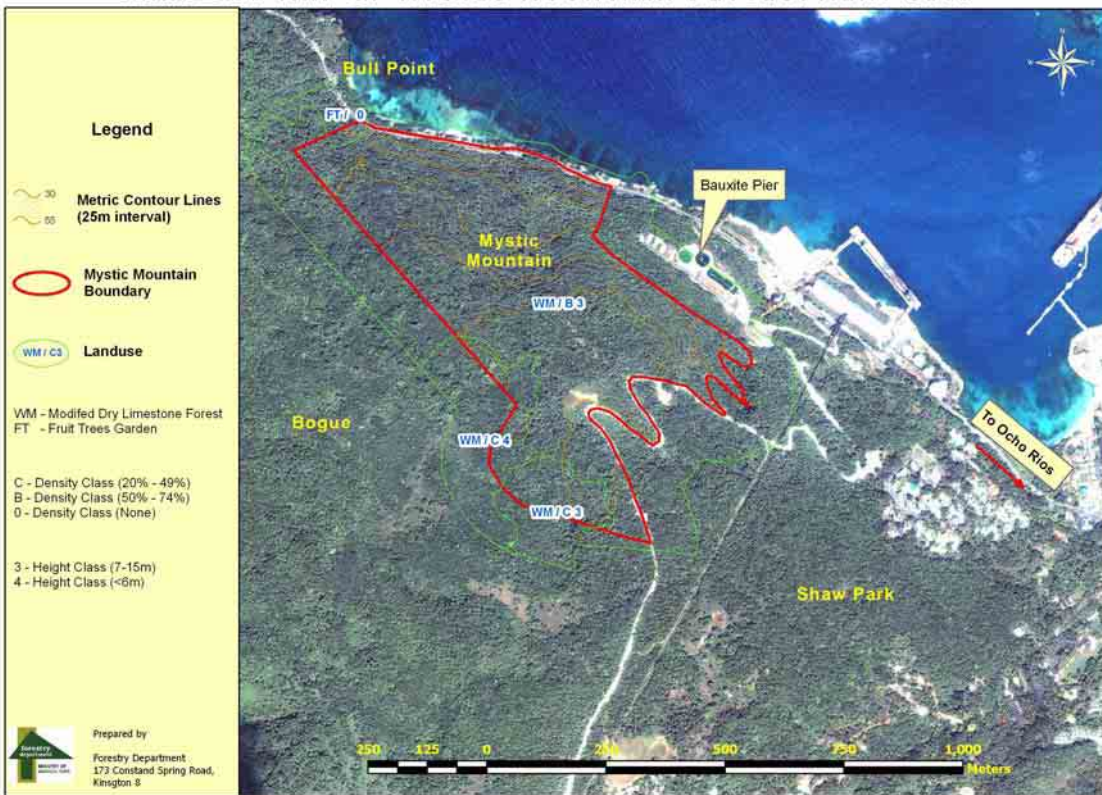 Legend
30
55
Metric Contour Lines
(25m interval)
Mystic Mountain
Boundary
WM / C3
Landuse
WM - Modifed Dry Limestone Forest
FT - Fruit Trees Garden
C - Density Class (20% - 49%)
B - Density Class (50% - 74%)
0 - Density Class (None)
3 - Height Class (7-15m)
4 - Height Class (<6m)
forestry
department
Prepared by
Forestry Department
173 Constand Spring Road,
Kinsgton 8
Bull Point
FT / 0
N
W
E
S
Bauxite Pier
Mystic
Mountain
WM / B 3
Bogue
WM / C 4
WM / C 3
To Ocho Rios
Shaw Park
250 125 0 250 500 750 1,000
Meters